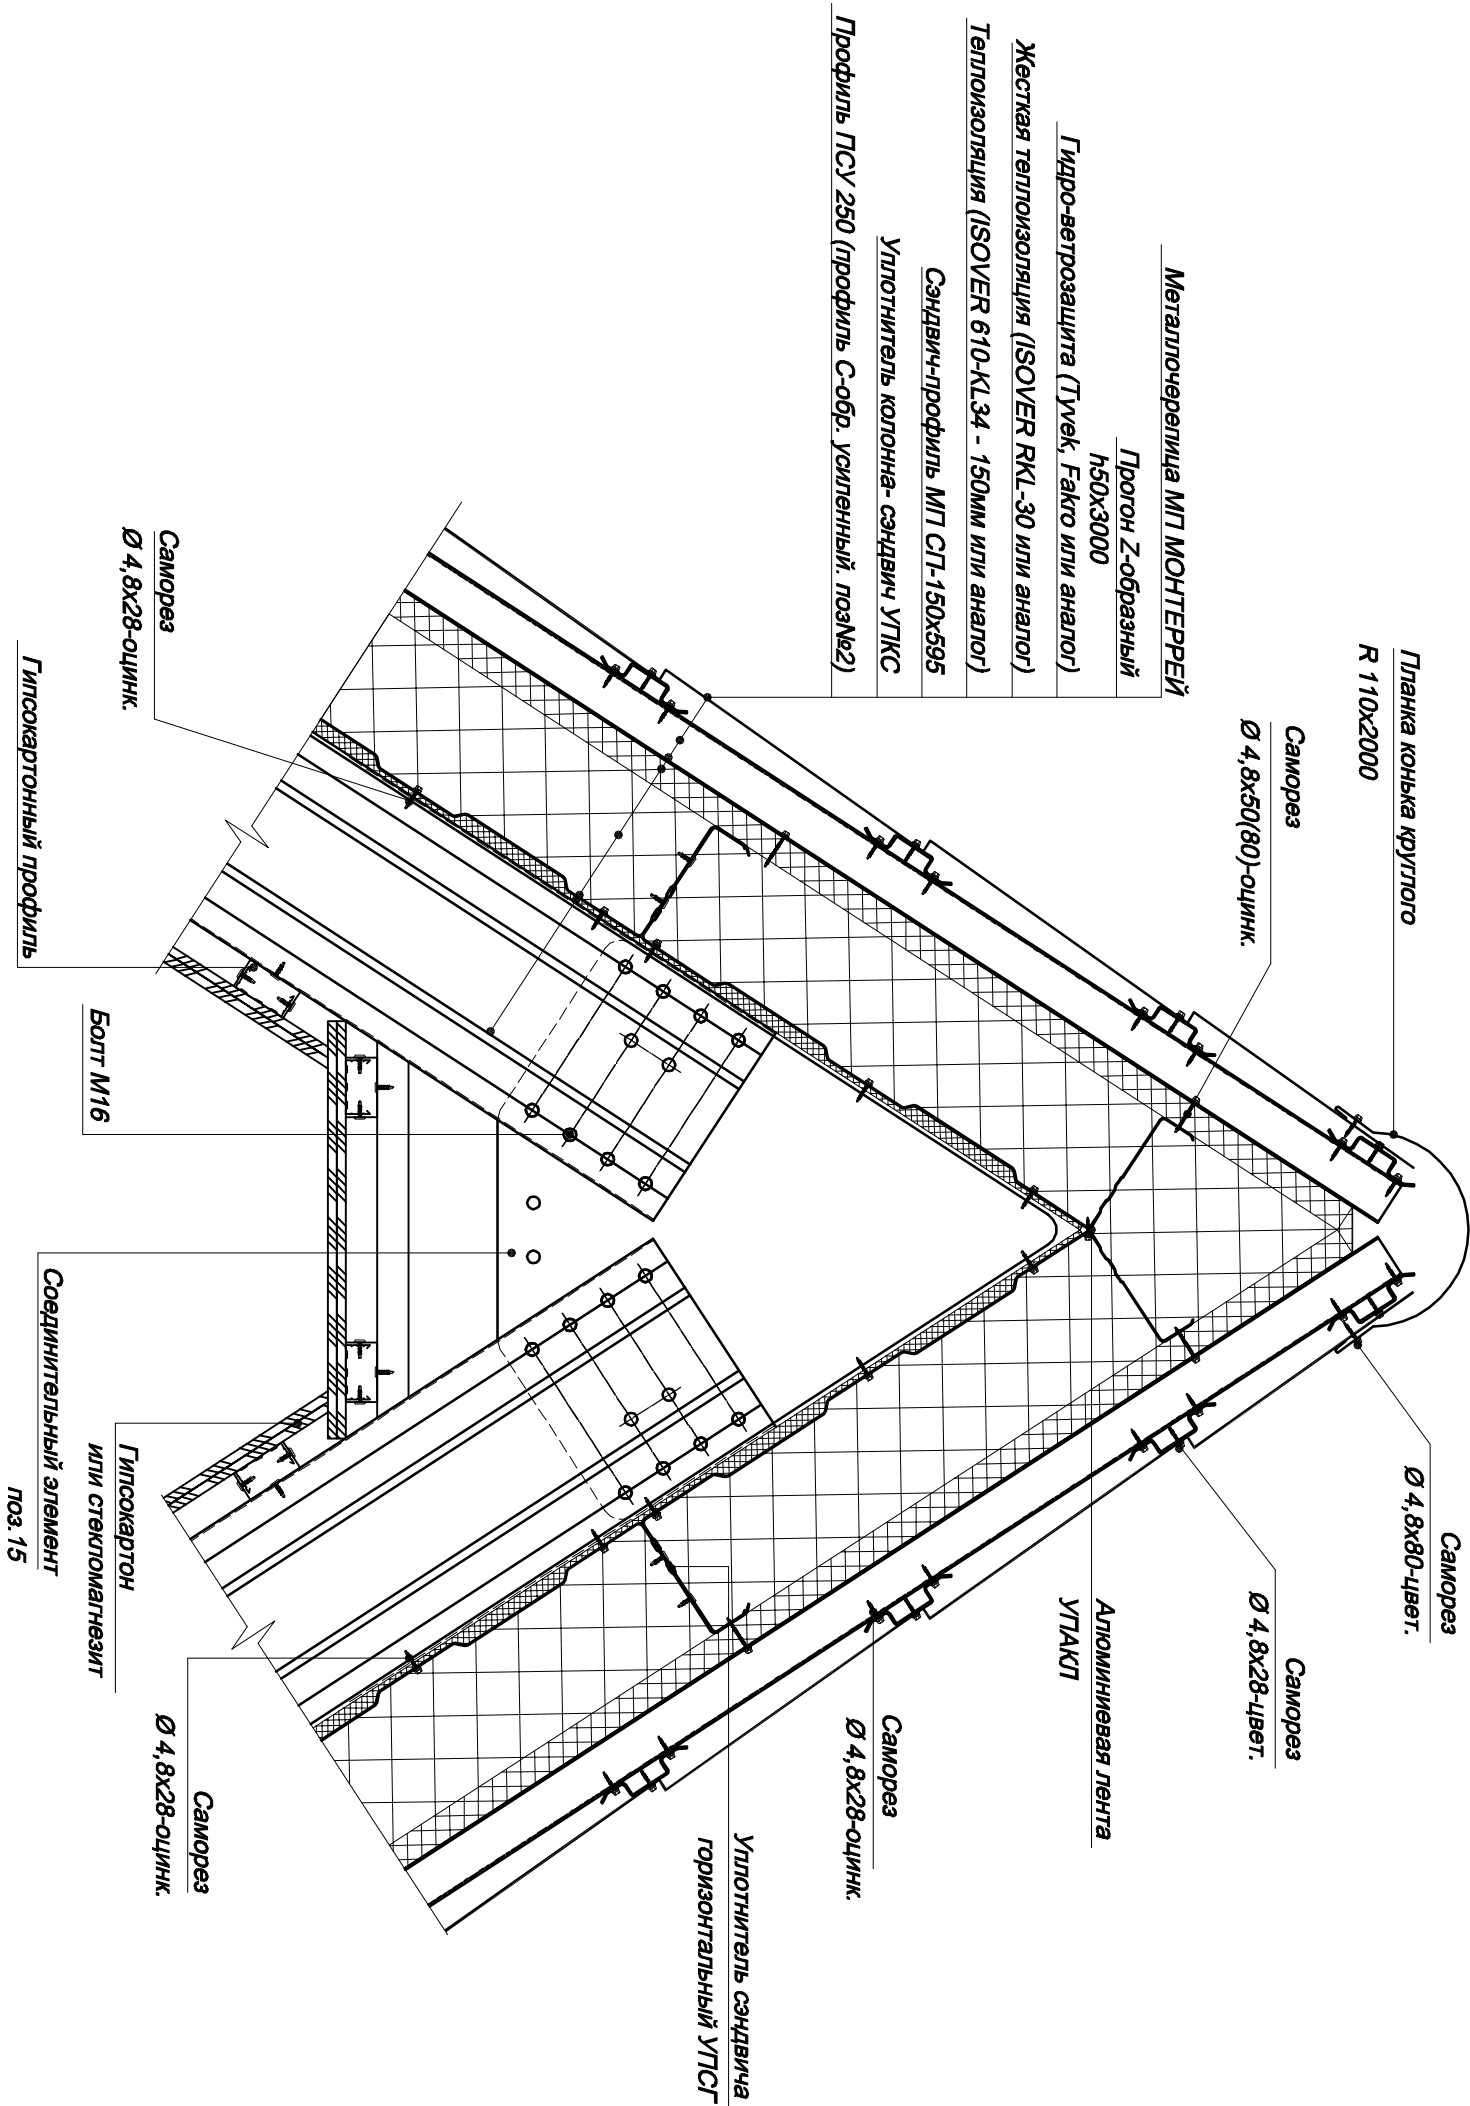 Планка конька круглого
R 110x2000
Саморез
Ø 4,8x50(80)-оцинк.
Металлочерепица МП МОНТЕРРЕЙ
Прогон Z-образный
h50x3000
Гидро-ветрозащита (Tyvek, Fakro или аналог)
Жесткая теплоизоляция (ISOVER RKL-30 или аналог)
Теплоизоляция (ISOVER 610-KL34 - 150мм или аналог)
Сэндвич-профиль МП СП-150x595
Уплотнитель колонна- сэндвич УПКС
Профиль ПСУ 250 (профиль С-обр. усиленный. поз№2)
Саморез
Ø 4,8x28-оцинк.
Гипсокартонный профиль
Болт М16
Саморез
Ø 4,8x80-цвет.
Саморез
Ø 4,8x28-цвет.
Алюминиевая лента
УПАКЛ
Саморез
Ø 4,8x28-оцинк.
Уплотнитель сэндвича
горизонтальный УПСГ
Саморез
Ø 4,8x28-оцинк.
Гипсокартон
или стекломагнезит
Соединительный элемент
поз.15